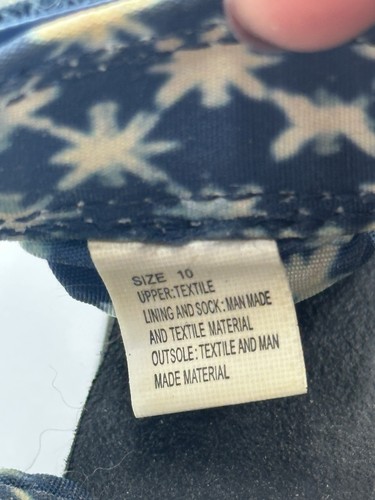 SIZE 10
UPPER:TEXTILE
LINING AND SOCK:MAN MADE
AND TEXTILE MATERIAL
OUTSOLE:TEXTILE AND MAN
MADE MATERIAL